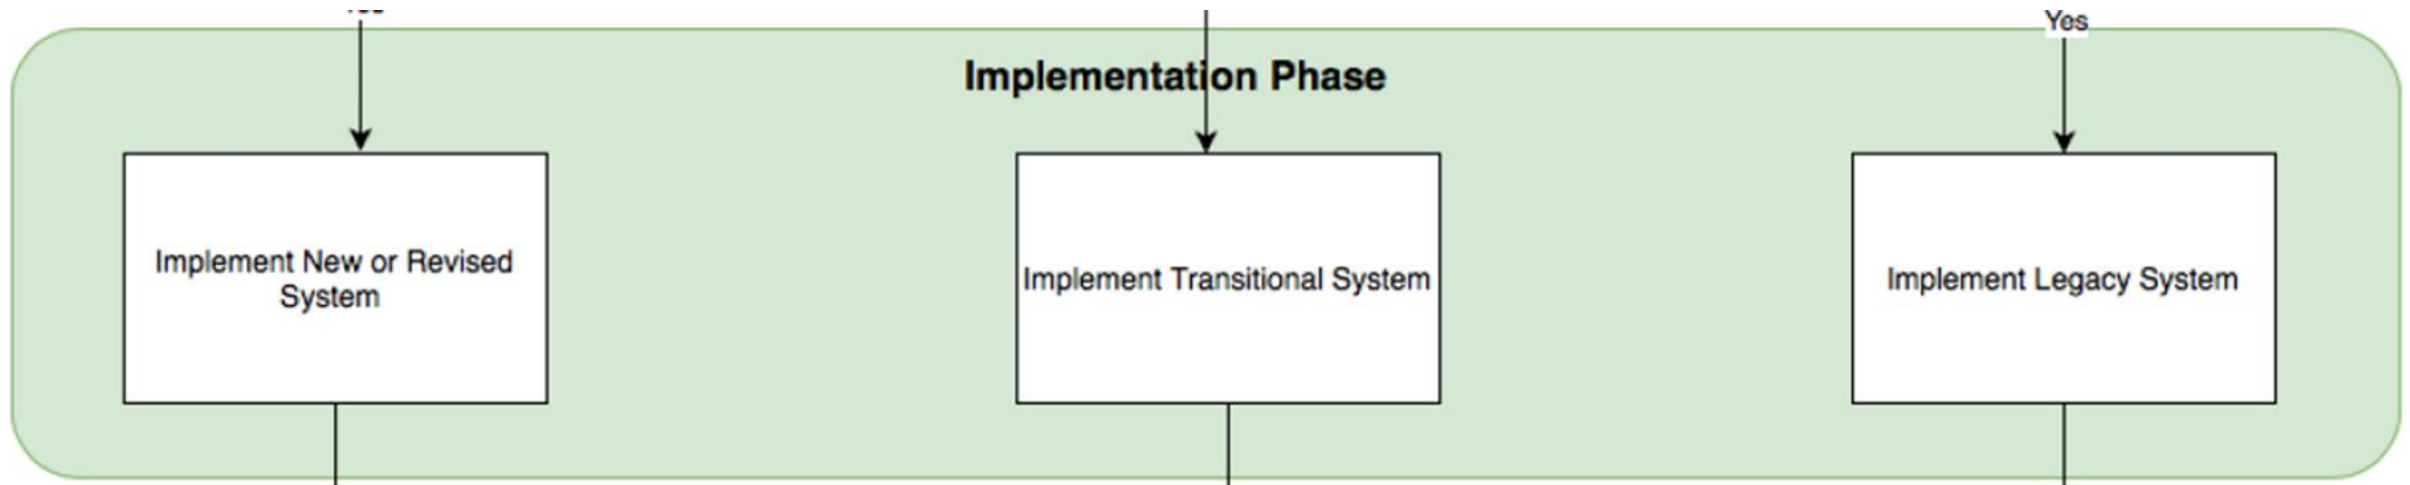 Yes
Implementation Phase
Implement New or Revised
System
Implement Transitional System
Implement Legacy System